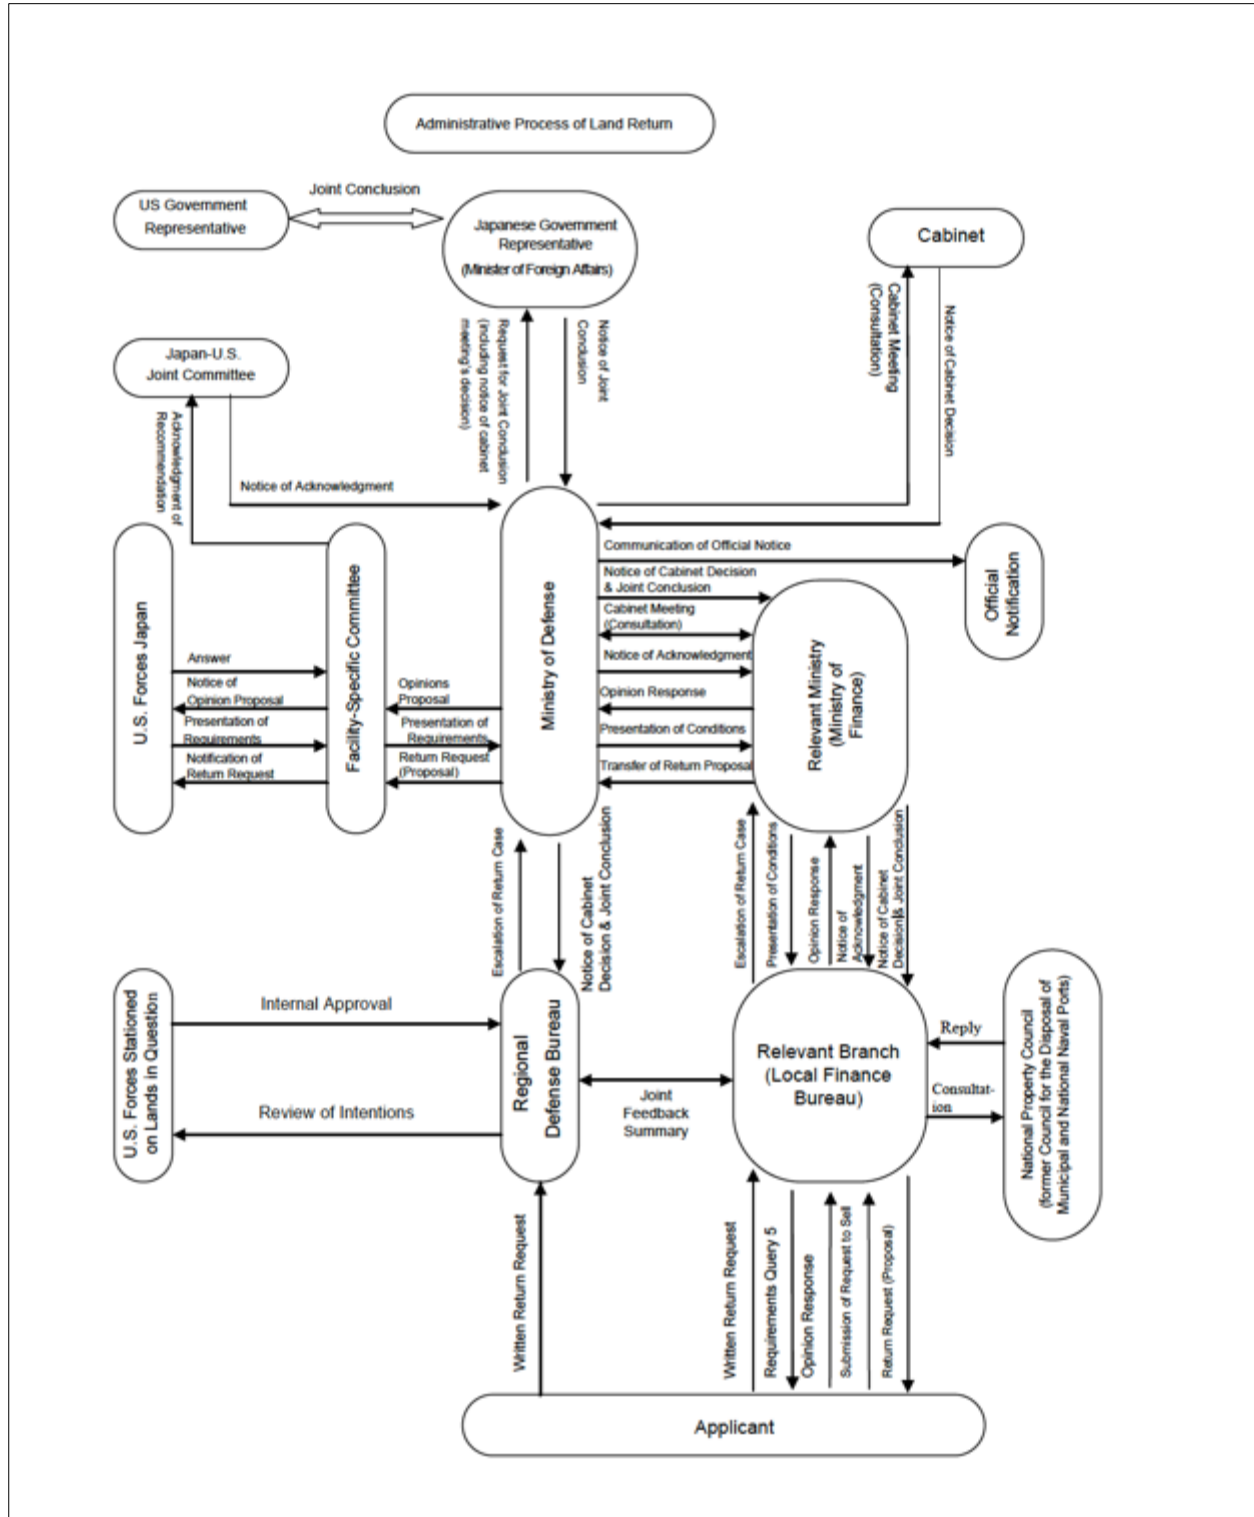 Administrative Process of Land Return
Joint Conclusion
US Government
Representative
Japanese Government
Representative
(Minister of Foreign Affairs)
Cabinet
Request for Joint Conclusion
(including notice of cabinet
meeting's decision)
Notice of Joint
Conclusion
Cabinet Meeting
(Consultation)
Notice of Cabinet Decision
Japan-U.S.
Joint Committee
Acknowledgment of
Recommendation
Notice of Acknowledgment
U.S. Forces Japan
Answer
Notice of
Opinion Proposal
Presentation of
Requirements
Notification of
Return Request
Facility-Specific Committee
Opinions
Proposal
Presentation of
Requirements
Return Request
(Proposal)
Ministry of Defense
Communication of Official Notice
Notice of Cabinet Decision
& Joint Conclusion
Cabinet Meeting
(Consultation)
Notice of Acknowledgment
Opinion Response
Presentation of Conditions
Transfer of Return Proposal
Relevant Ministry
(Ministry of
Finance)
Official
Notification
Escalation of Return Case
Notice of Cabinet
Decision & Joint Conclusion
Escalation of Return Case
Presentation of Conditions
Opinion Response
Notice of
Acknowledgment
Notice of Cabinet
Decision & Joint Conclusion
U.S. Forces Stationed
on Lands in Question
Internal Approval
Review of Intentions
Regional
Defense Bureau
Joint
Feedback
Summary
Relevant Branch
(Local Finance
Bureau)
Reply
Consultat-
ion
National Property Council
(former Council for the Disposal of
Municipal and National Naval Ports)
Written Return Request
Written Return Request
Requirements Query 5
Opinion Response
Submission of Request to Sell
Return Request (Proposal)
Applicant